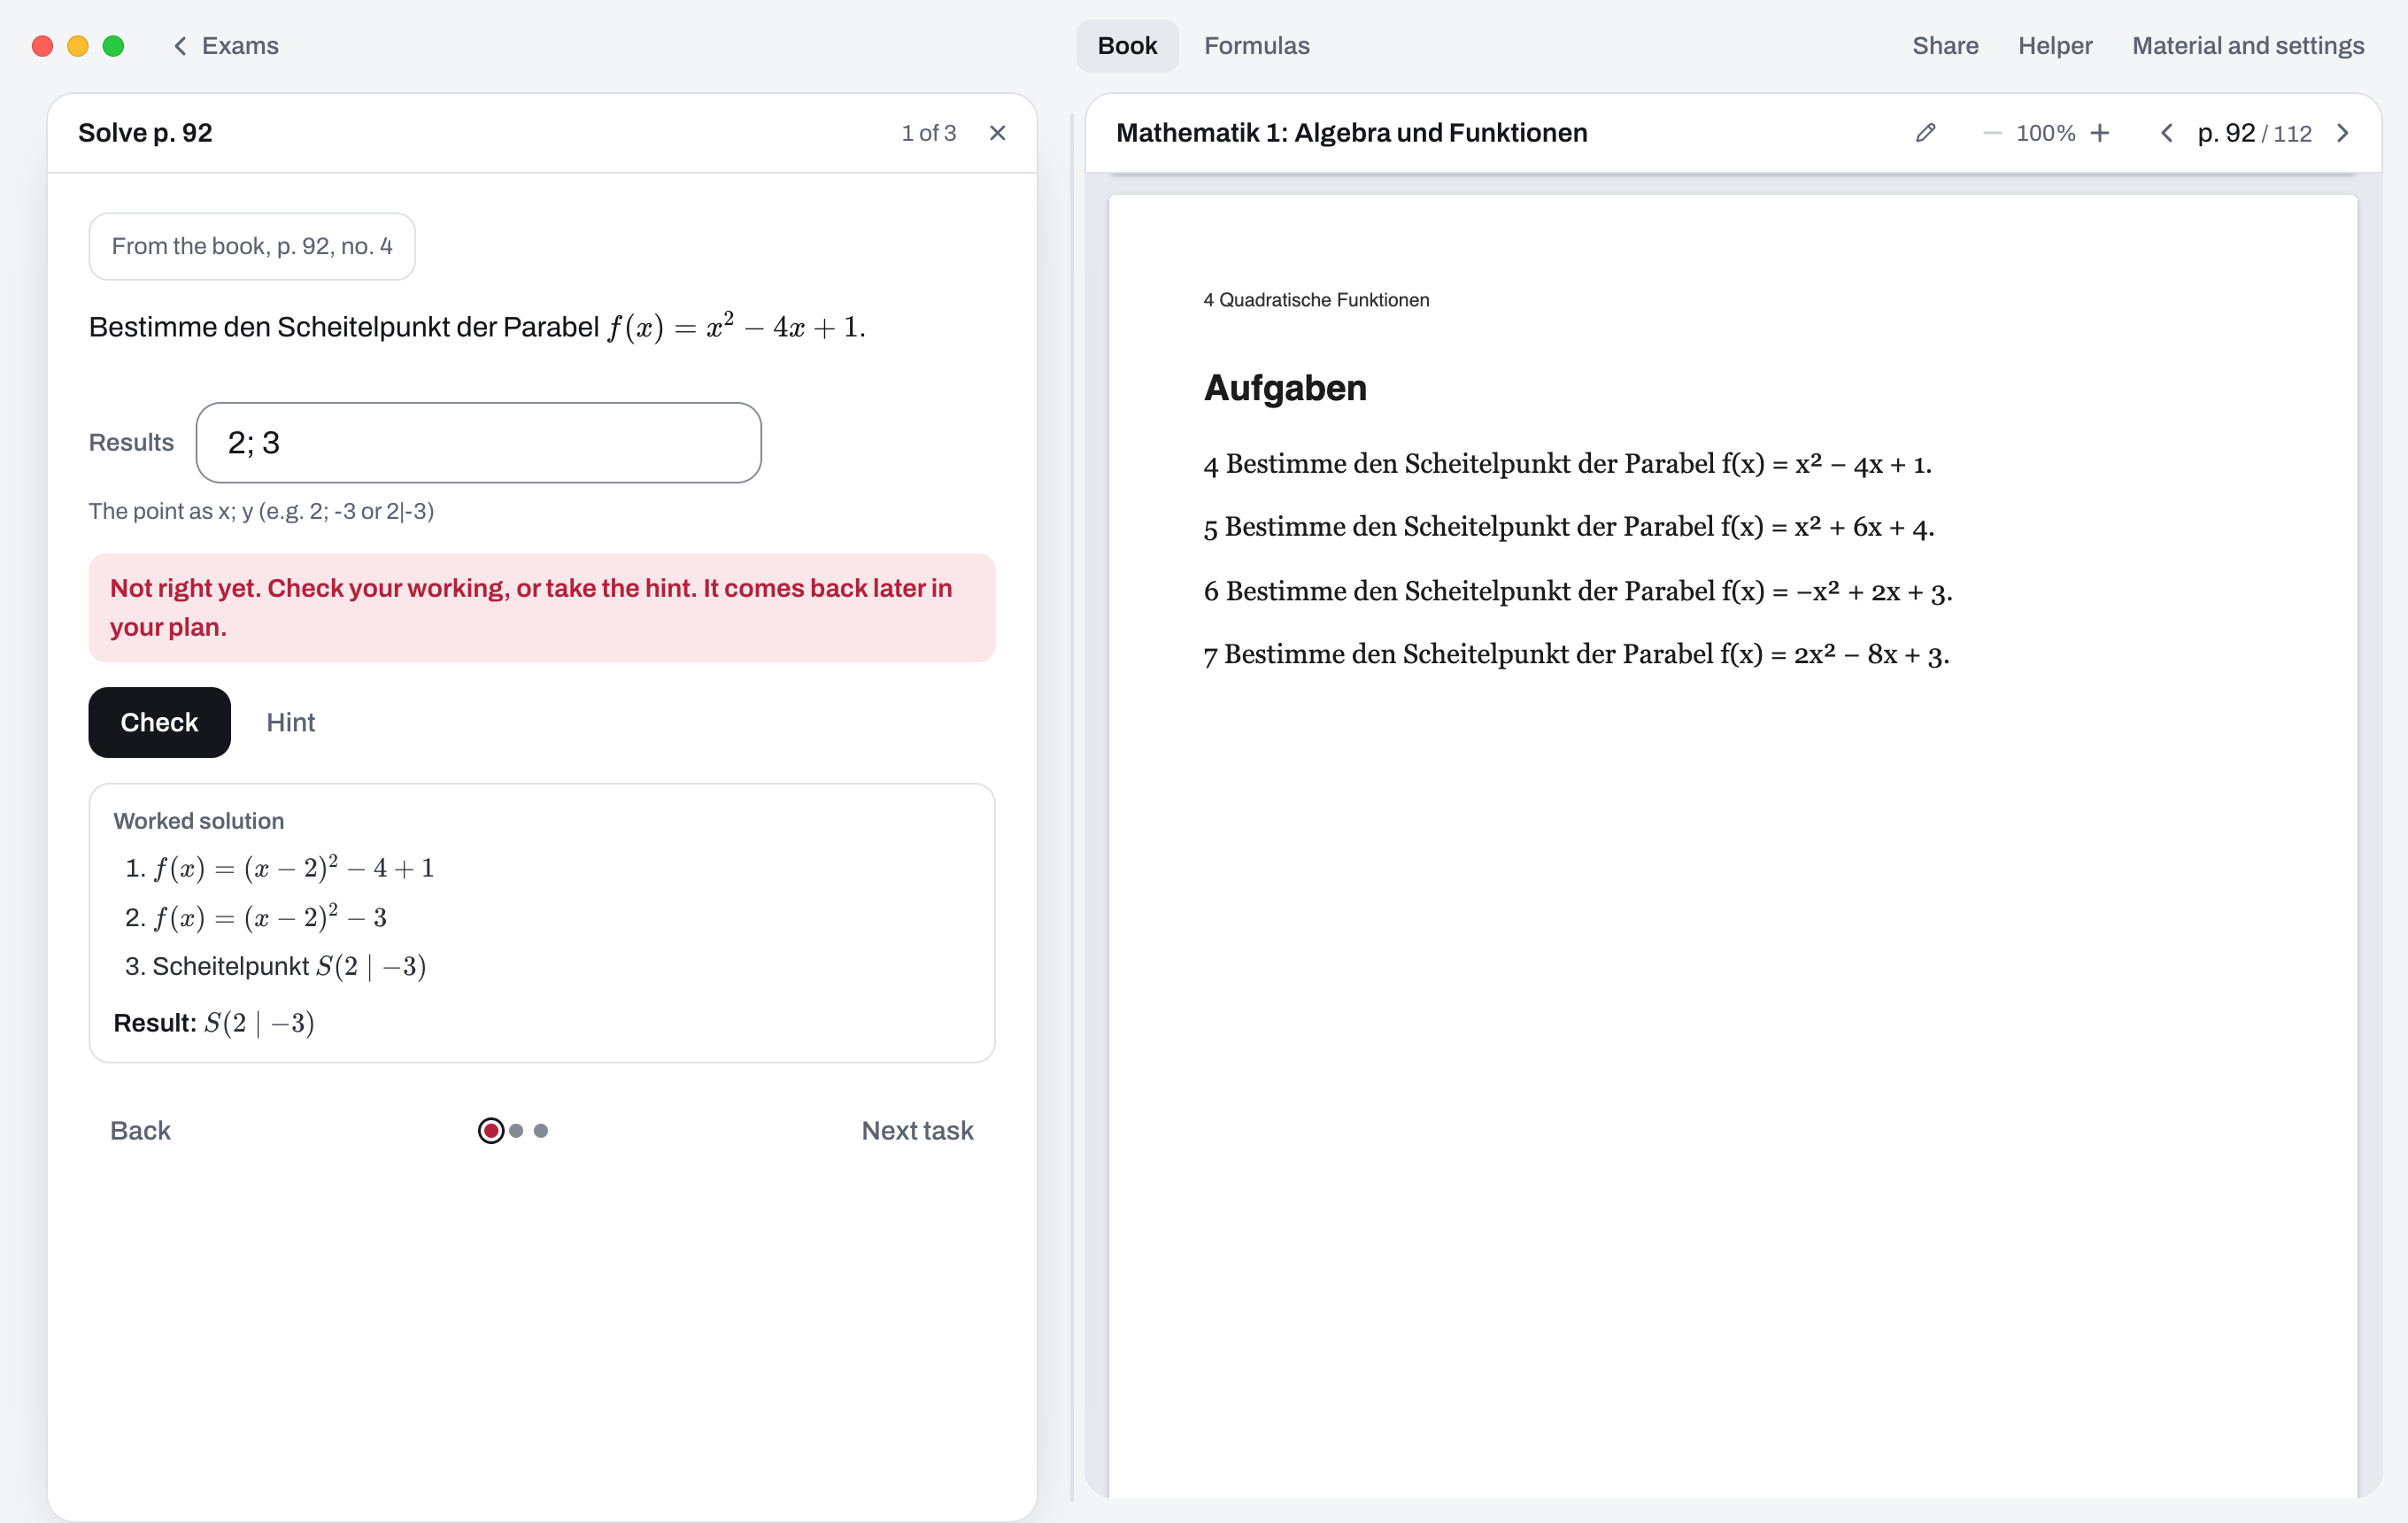 Exams
Book
Formulas
Share
Helper
Material and settings
Solve p. 92
1 of 3
From the book, p. 92, no. 4
Bestimme den Scheitelpunkt der Parabel f(x) = x² − 4x + 1.
Results
2; 3
The point as x; y (e.g. 2; -3 or 2|-3)
Not right yet. Check your working, or take the hint. It comes back later in
your plan.
Check
Hint
Worked solution
1. f(x) = (x − 2)² − 4 + 1
2. f(x) = (x − 2)² − 3
3. Scheitelpunkt S(2 | −3)
Result: S(2 | −3)
Back
Next task
Mathematik 1: Algebra und Funktionen
100%
p. 92 / 112
4 Quadratische Funktionen
Aufgaben
4 Bestimme den Scheitelpunkt der Parabel f(x) = x² − 4x + 1.
5 Bestimme den Scheitelpunkt der Parabel f(x) = x² + 6x + 4.
6 Bestimme den Scheitelpunkt der Parabel f(x) = −x² + 2x + 3.
7 Bestimme den Scheitelpunkt der Parabel f(x) = 2x² − 8x + 3.